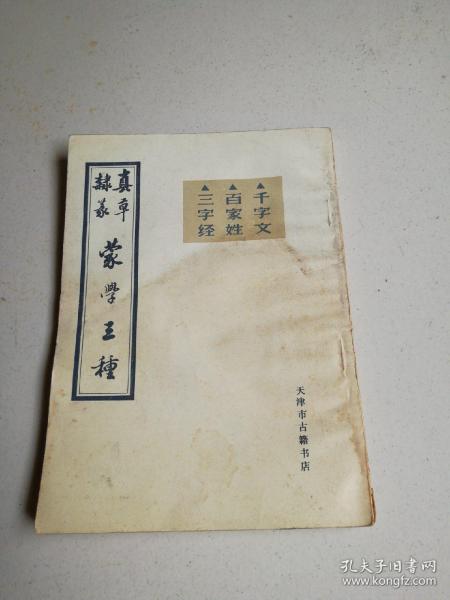 真草
隸篆
蒙學三種
▲千字文
▲百家姓
▲三字经
天津市古籍书店
孔夫子旧书网
www.kongfz.com